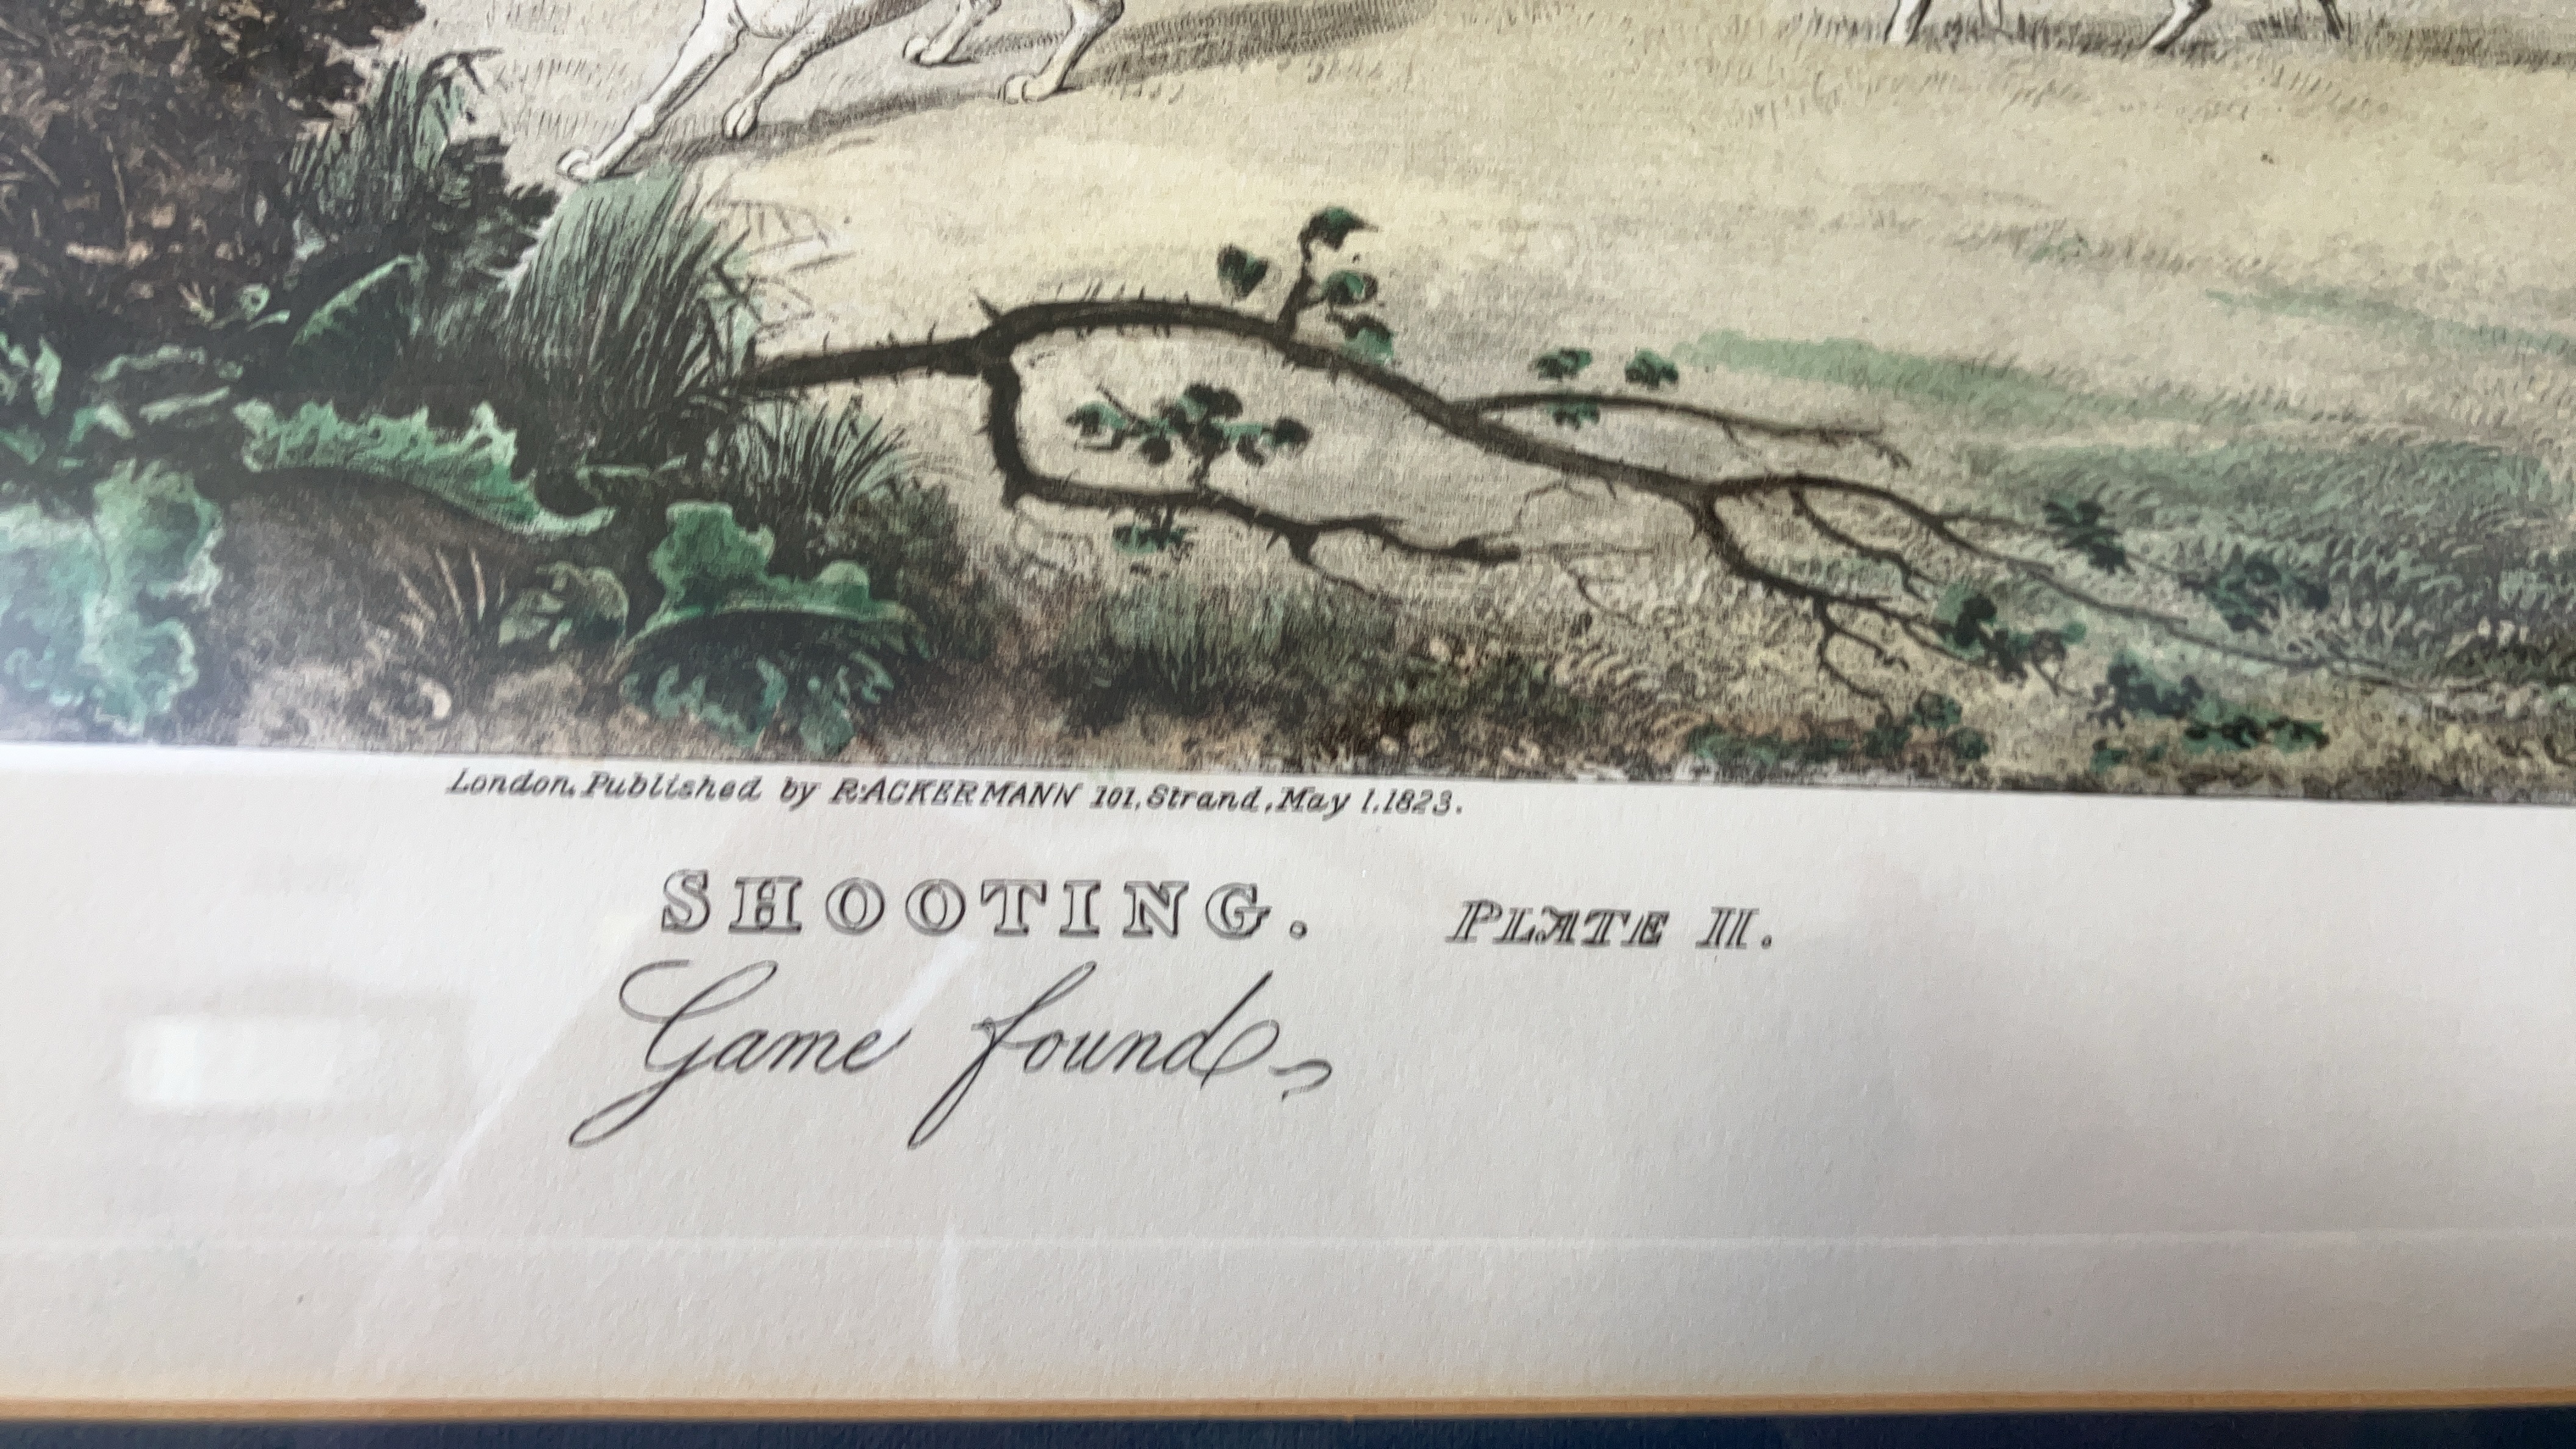 London, Published by R. ACKERMANN 101, Strand, May 1, 1823.
SHOOTING. PLATE II.
Game found